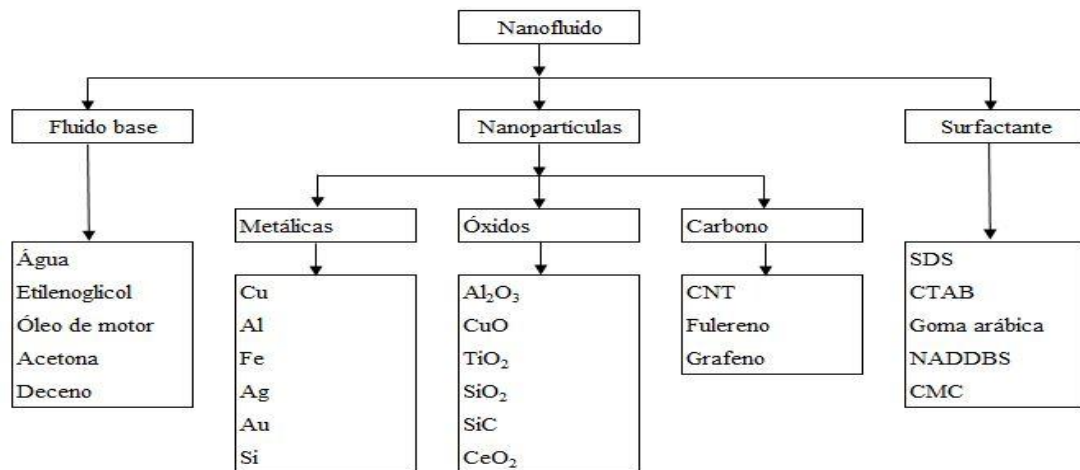 Nanofluido
Fluido base
Nanopartículas
Surfactante
Metálicas
Óxidos
Carbono
Água
Etilenoglicol
Óleo de motor
Acetona
Deceno
Cu
Al
Fe
Ag
Au
Si
Al₂O₃
CuO
TiO₂
SiO₂
SiC
CeO₂
CNT
Fulereno
Grafeno
SDS
CTAB
Goma arábica
NADDBS
CMC